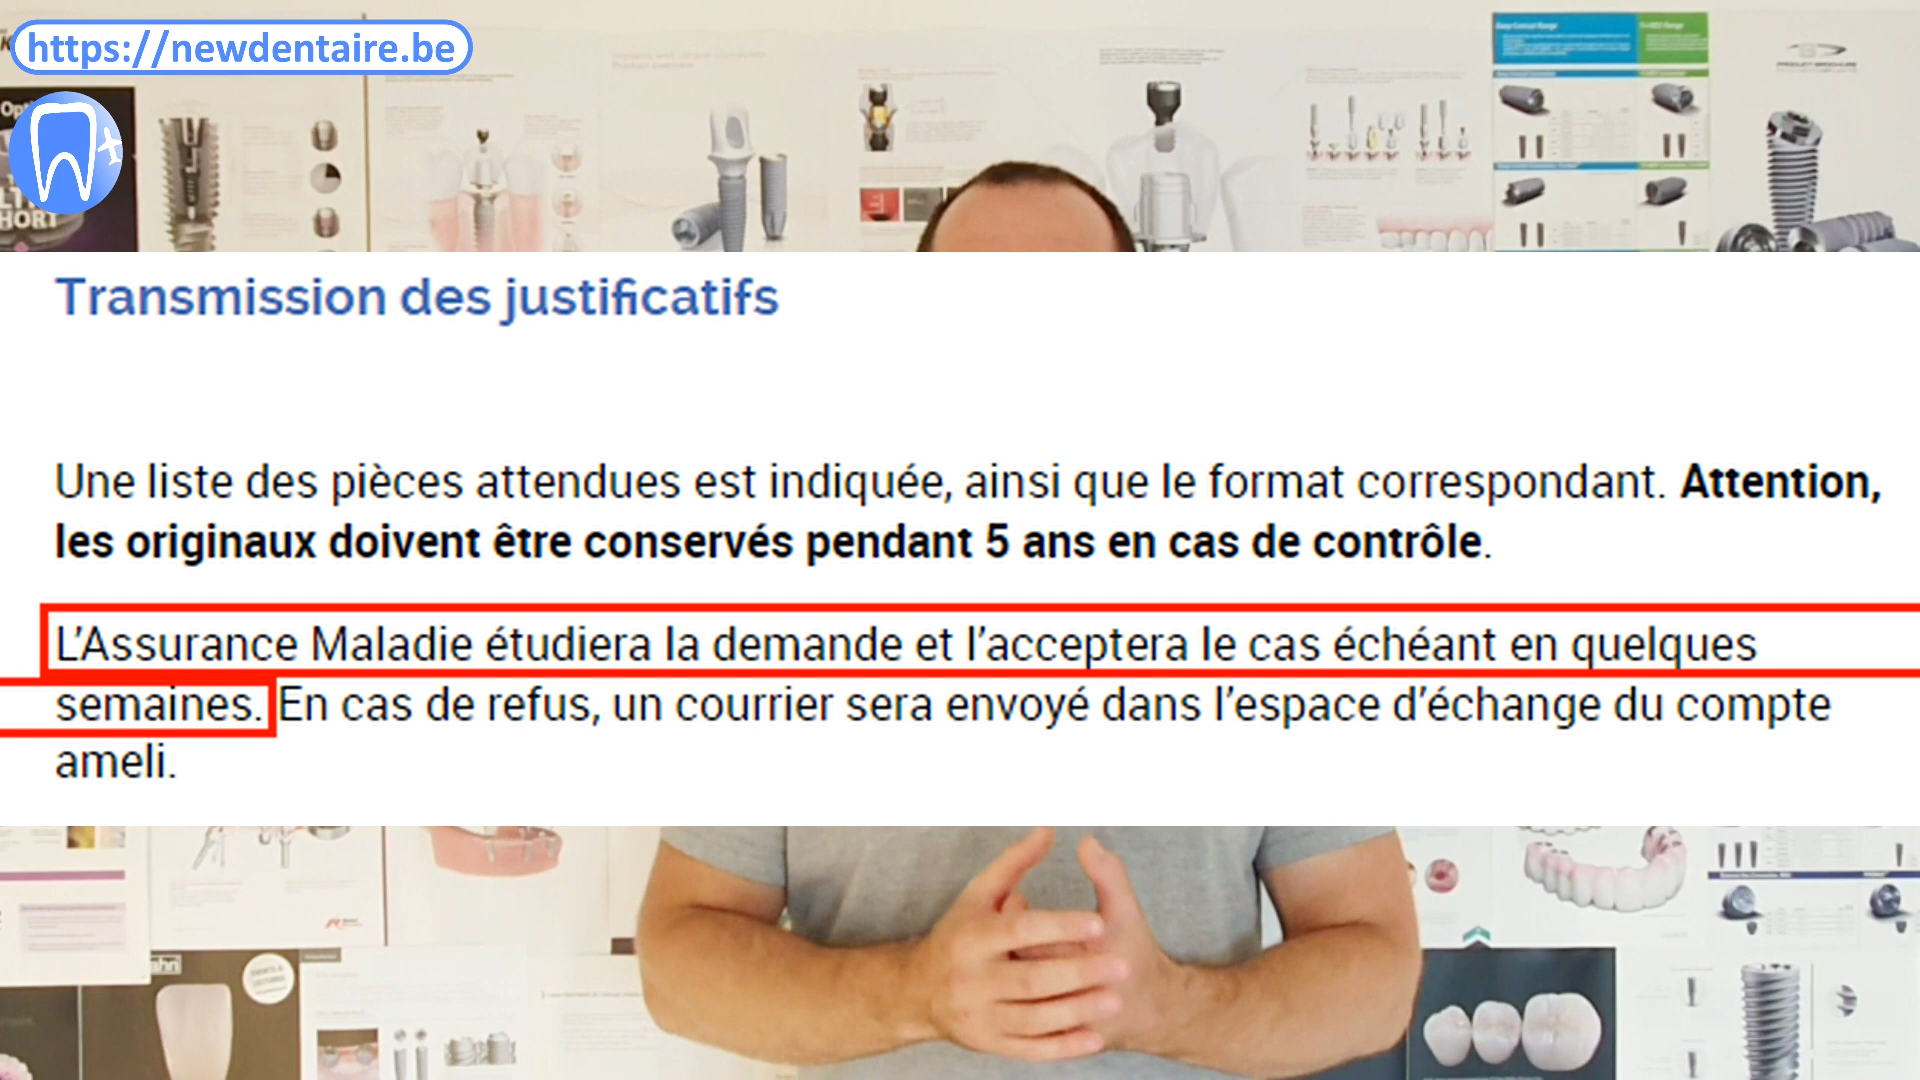 https://newdentaire.be
HORT
Transmission des justificatifs
Une liste des pièces attendues est indiquée, ainsi que le format correspondant. Attention,
les originaux doivent être conservés pendant 5 ans en cas de contrôle.
L’Assurance Maladie étudiera la demande et l’acceptera le cas échéant en quelques
semaines. En cas de refus, un courrier sera envoyé dans l’espace d’échange du compte
ameli.